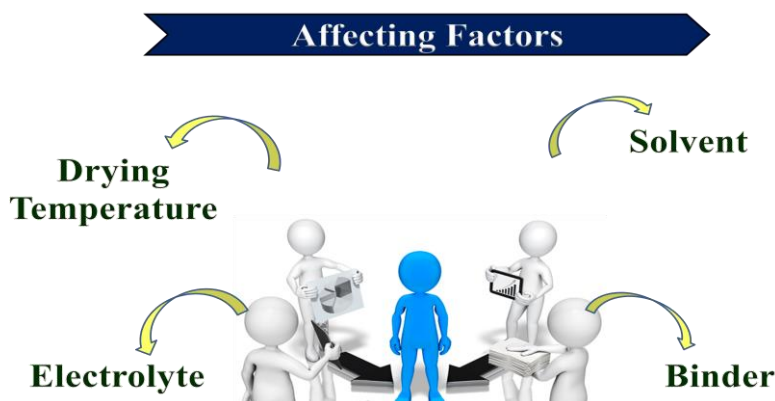 Affecting Factors
Solvent
Drying
Temperature
Electrolyte
Binder